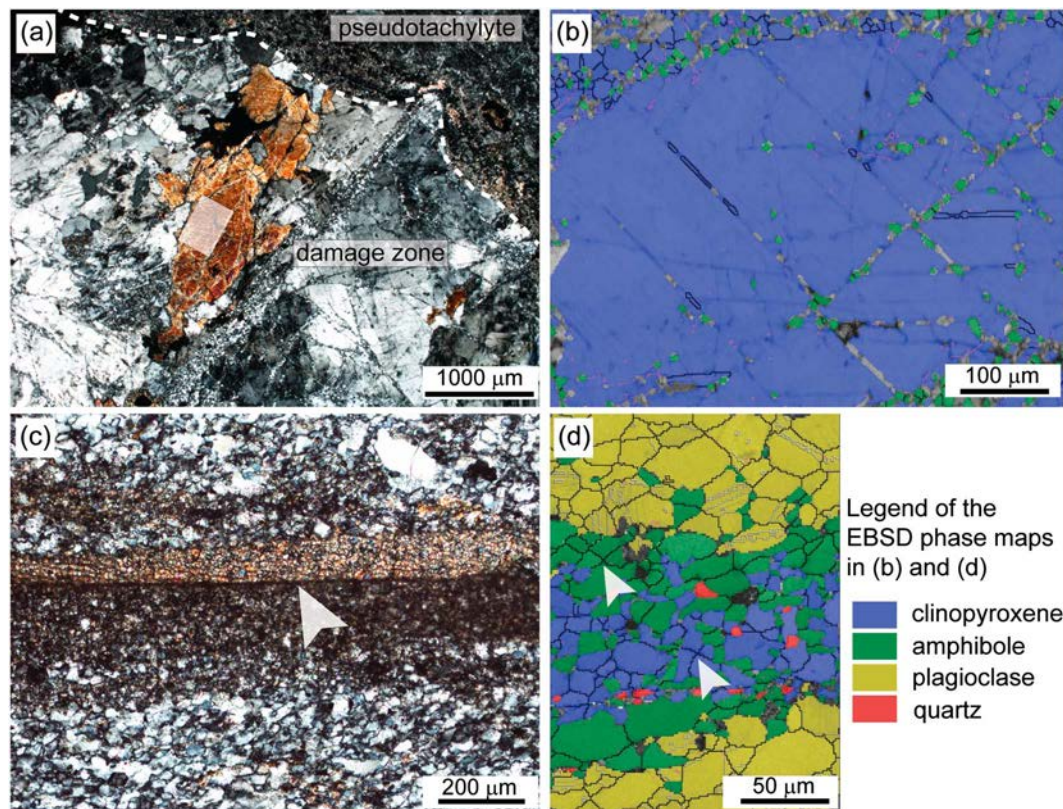 (a)
pseudotachylyte
damage zone
1000 μm
(b)
100 μm
(c)
200 μm
(d)
50 μm
Legend of the
EBSD phase maps
in (b) and (d)
clinopyroxene
amphibole
plagioclase
quartz